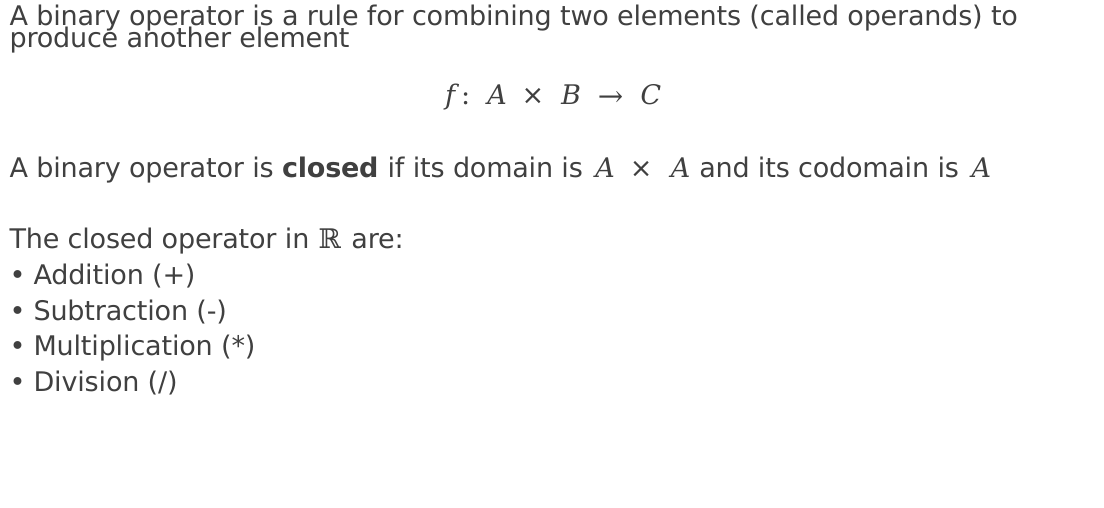 A binary operator is a rule for combining two elements (called operands) to
produce another element
f: A × B → C
A binary operator is closed if its domain is A × A and its codomain is A
The closed operator in ℝ are:
• Addition (+)
• Subtraction (-)
• Multiplication (*)
• Division (/)